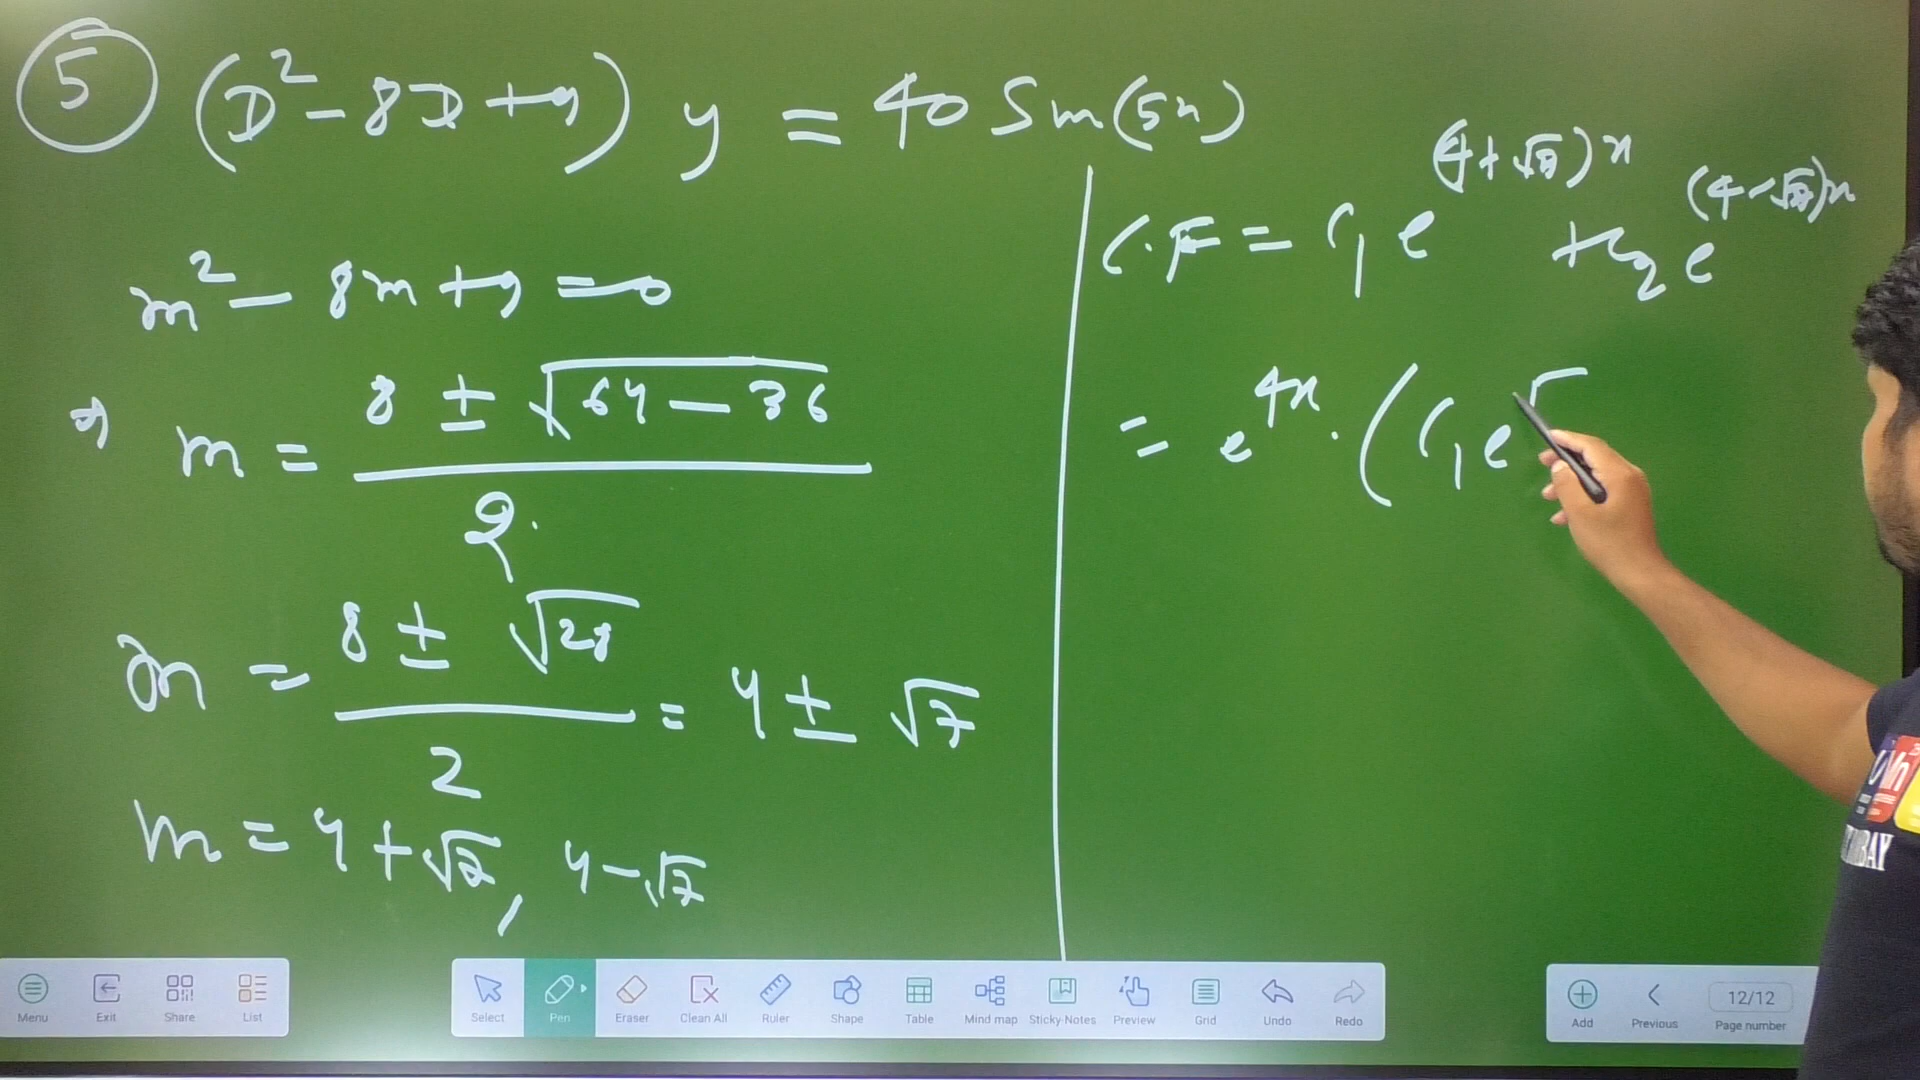 5 (D² - 8D + 9) y = 40 Sin(5x)
m² - 8m + 9 = 0
⇒ m = (8 ± √(64 - 36)) / 2.
m = (8 ± √28) / 2 = 4 ± √7
m = 4 + √7, 4 - √7
C.F = C₁ e^(4+√7)x + C₂ e^(4-√7)x
= e^4x . ( C₁ e^√
Menu Exit Share List
Select Pen Eraser Clean All Ruler Shape Table Mind map Sticky Notes Preview Grid Undo Redo
Add Previous 12/12 Page number